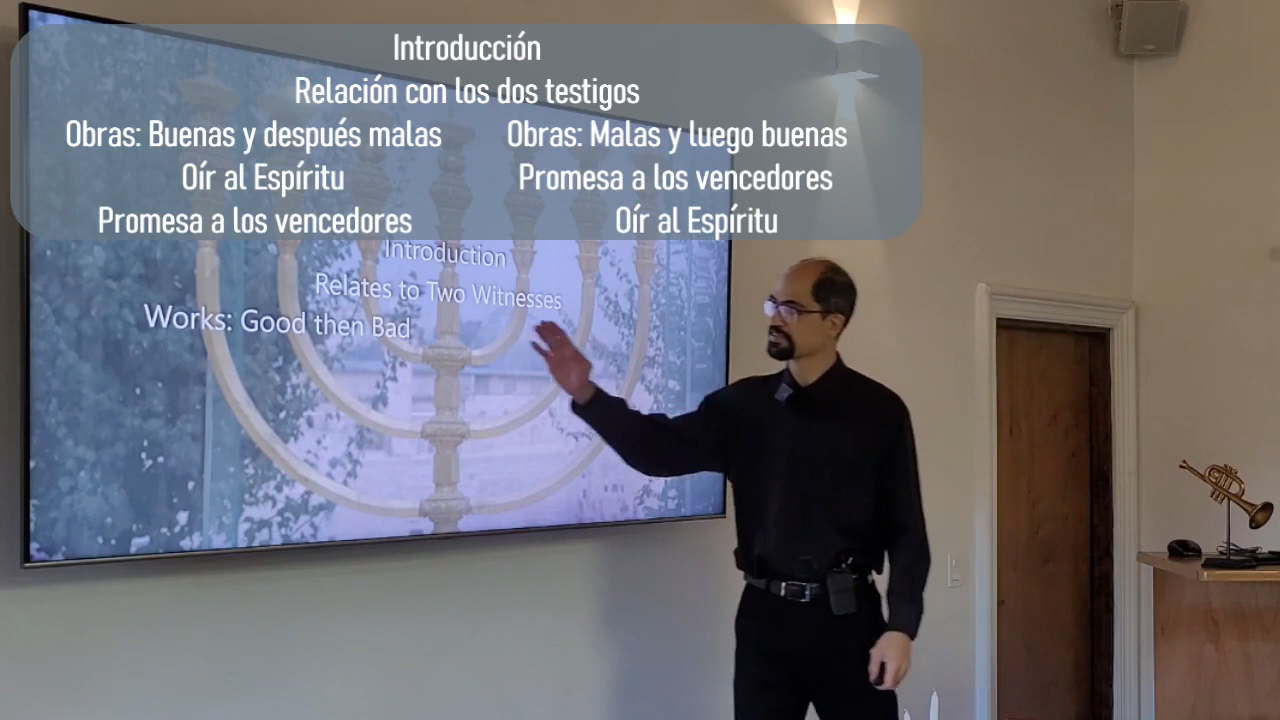 Introducción
Relación con los dos testigos
Obras: Buenas y después malas Obras: Malas y luego buenas
Oír al Espíritu Promesa a los vencedores
Promesa a los vencedores Oír al Espíritu
Introduction
Relates to Two Witnesses
Works: Good then Bad